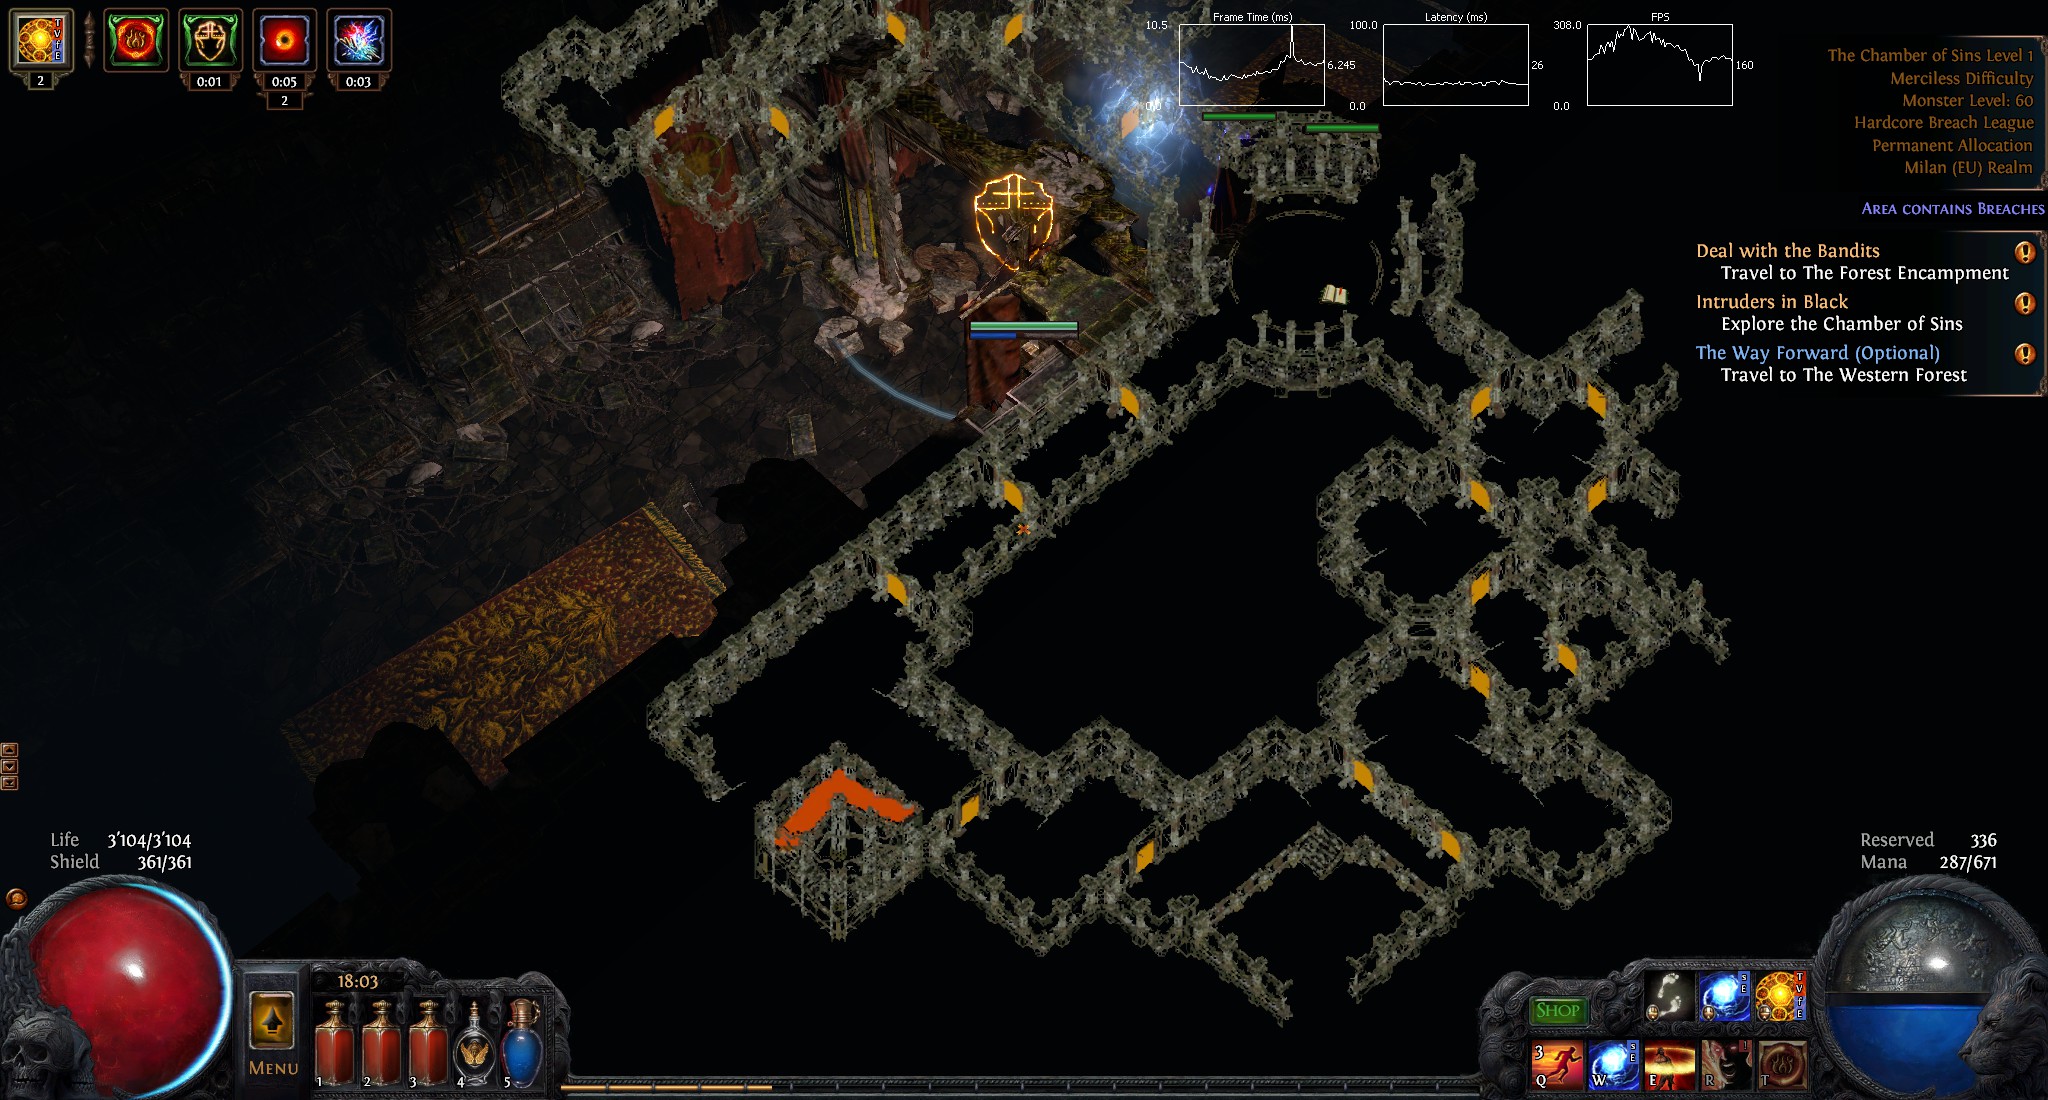 T
V
f
E
2
0:01
0:05
2
0:03
Frame Time (ms)
10.5
6.245
0.0
Latency (ms)
100.0
26
0.0
FPS
308.0
160
0.0
The Chamber of Sins Level 1
Merciless Difficulty
Monster Level: 60
Hardcore Breach League
Permanent Allocation
Milan (EU) Realm
Area contains Breaches
Deal with the Bandits
Travel to The Forest Encampment
Intruders in Black
Explore the Chamber of Sins
The Way Forward (Optional)
Travel to The Western Forest
Life 3'104/3'104
Shield 361/361
Reserved 336
Mana 287/671
18:03
Menu
1 2 3 4 5
Shop
S
E
T
V
f
E
3
S
E
Q W E R T